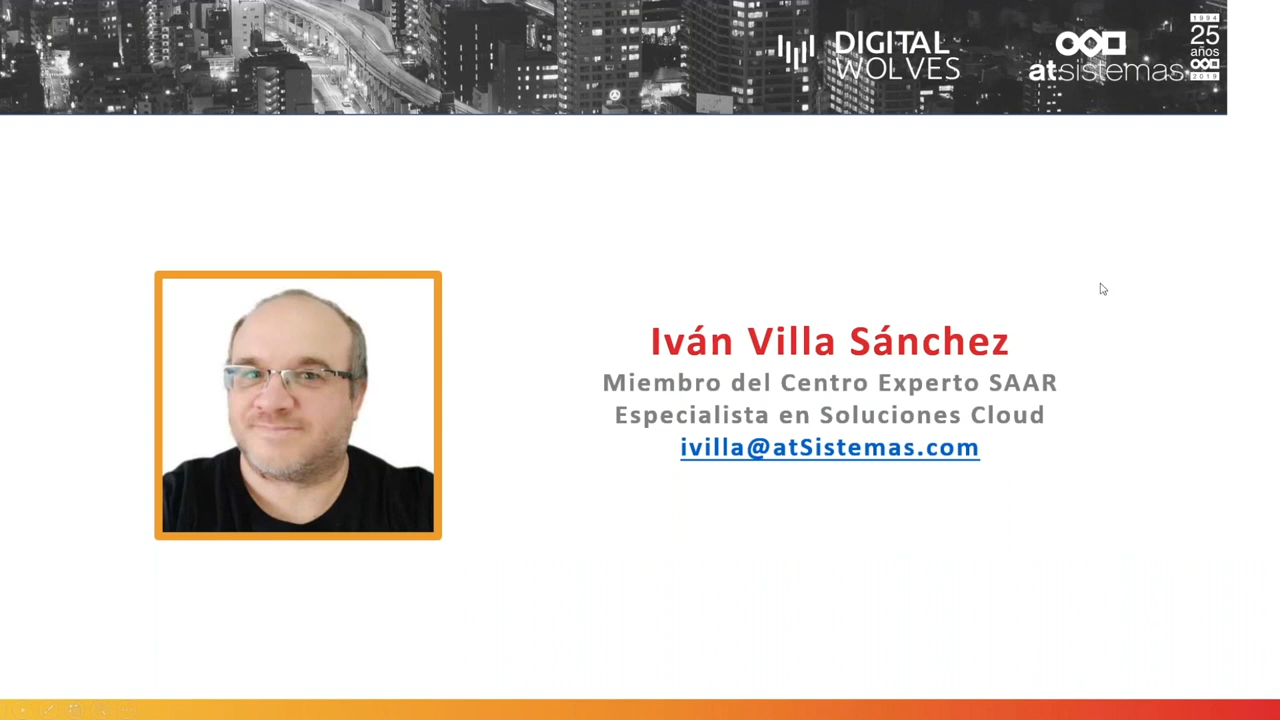 DIGITAL
WOLVES
atsistemas
1994
25
años
2019
Iván Villa Sánchez
Miembro del Centro Experto SAAR
Especialista en Soluciones Cloud
ivilla@atSistemas.com